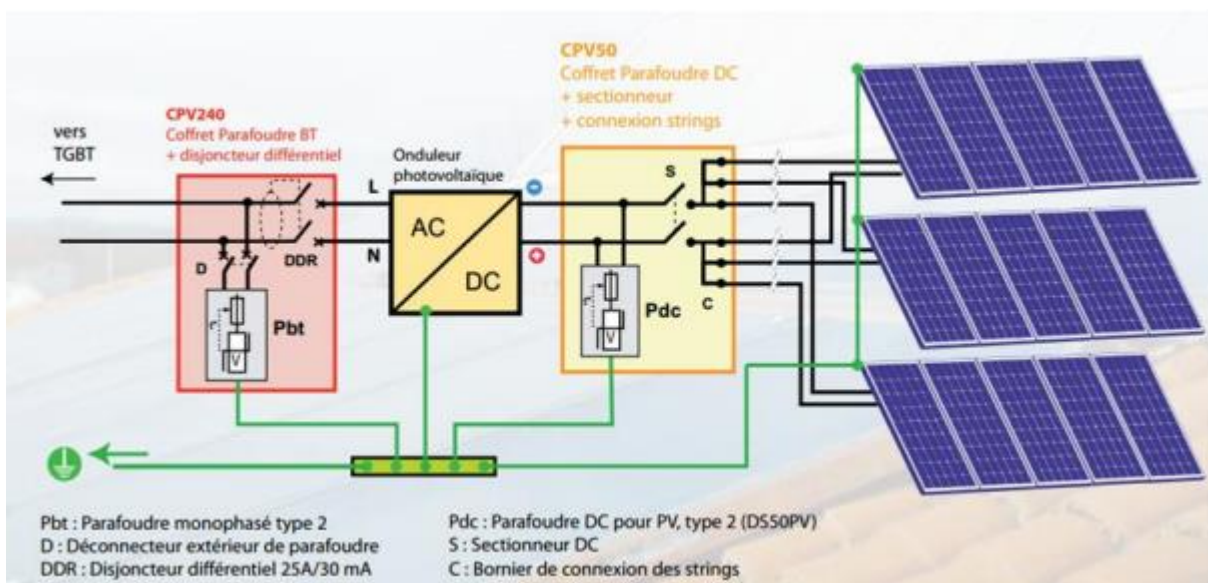 CPV50
Coffret Parafoudre DC
+ sectionneur
+ connexion strings
CPV240
Coffret Parafoudre BT
+ disjoncteur différentiel
vers
TGBT
Onduleur
photovoltaïque
L
N
AC
DC
S
D
DDR
Pbt
V
Pdc
V
C
Pbt : Parafoudre monophasé type 2
D : Déconnecteur extérieur de parafoudre
DDR : Disjoncteur différentiel 25A/30 mA
Pdc : Parafoudre DC pour PV, type 2 (DS50PV)
S : Sectionneur DC
C : Bornier de connexion des strings